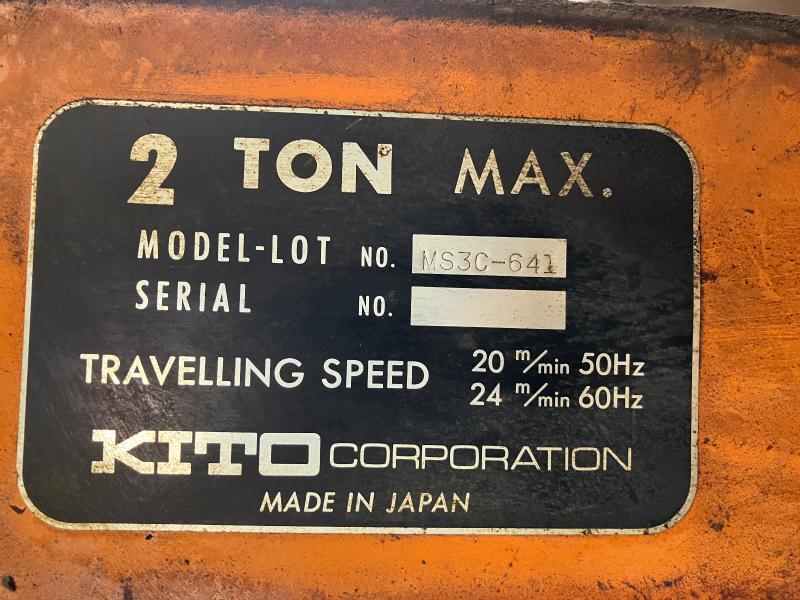 2 TON MAX.
MODEL-LOT NO. MS3C-641
SERIAL NO.
TRAVELLING SPEED 20 m/min 50Hz
24 m/min 60Hz
KITO CORPORATION
MADE IN JAPAN